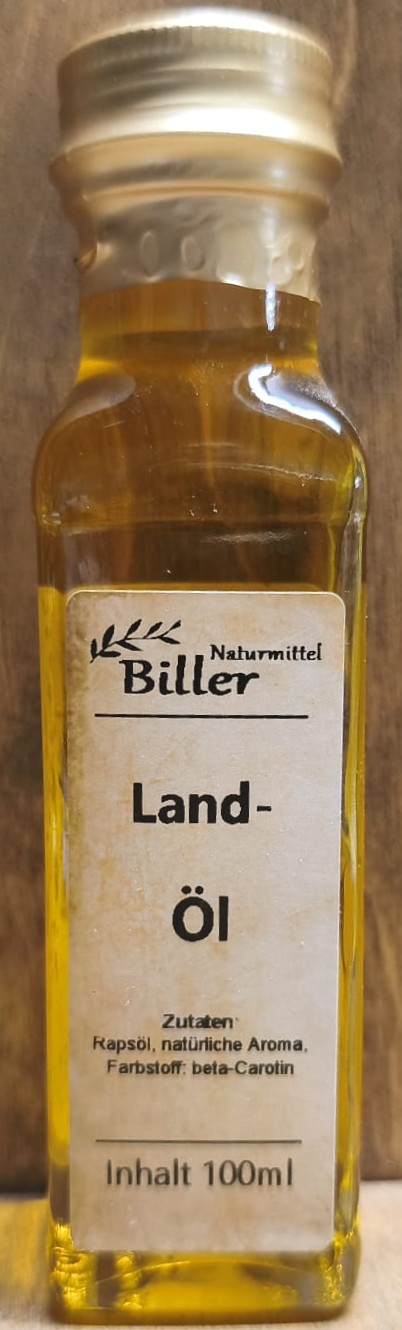 Naturmittel
Biller
Land-
Öl
Zutaten:
Rapsöl, natürliche Aroma,
Farbstoff: beta-Carotin
Inhalt 100ml